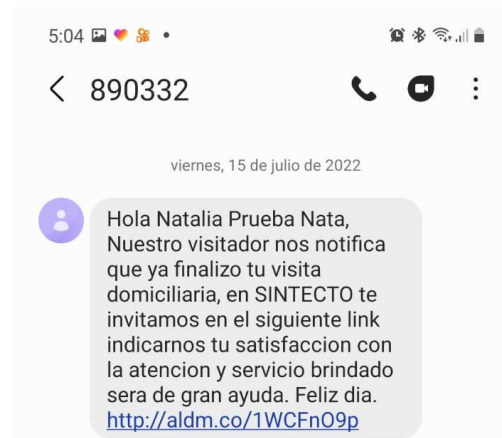 5:04
890332
viernes, 15 de julio de 2022
Hola Natalia Prueba Nata,
Nuestro visitador nos notifica
que ya finalizo tu visita
domiciliaria, en SINTECTO te
invitamos en el siguiente link
indicarnos tu satisfaccion con
la atencion y servicio brindado
sera de gran ayuda. Feliz dia.
http://aldm.co/1WCFnO9p